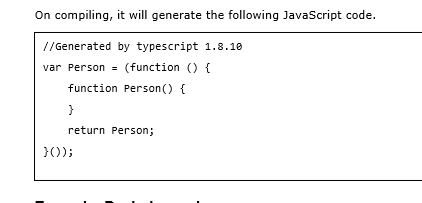 On compiling, it will generate the following JavaScript code.
//Generated by typescript 1.8.10
var Person = (function () {
    function Person() {
    }
    return Person;
}());